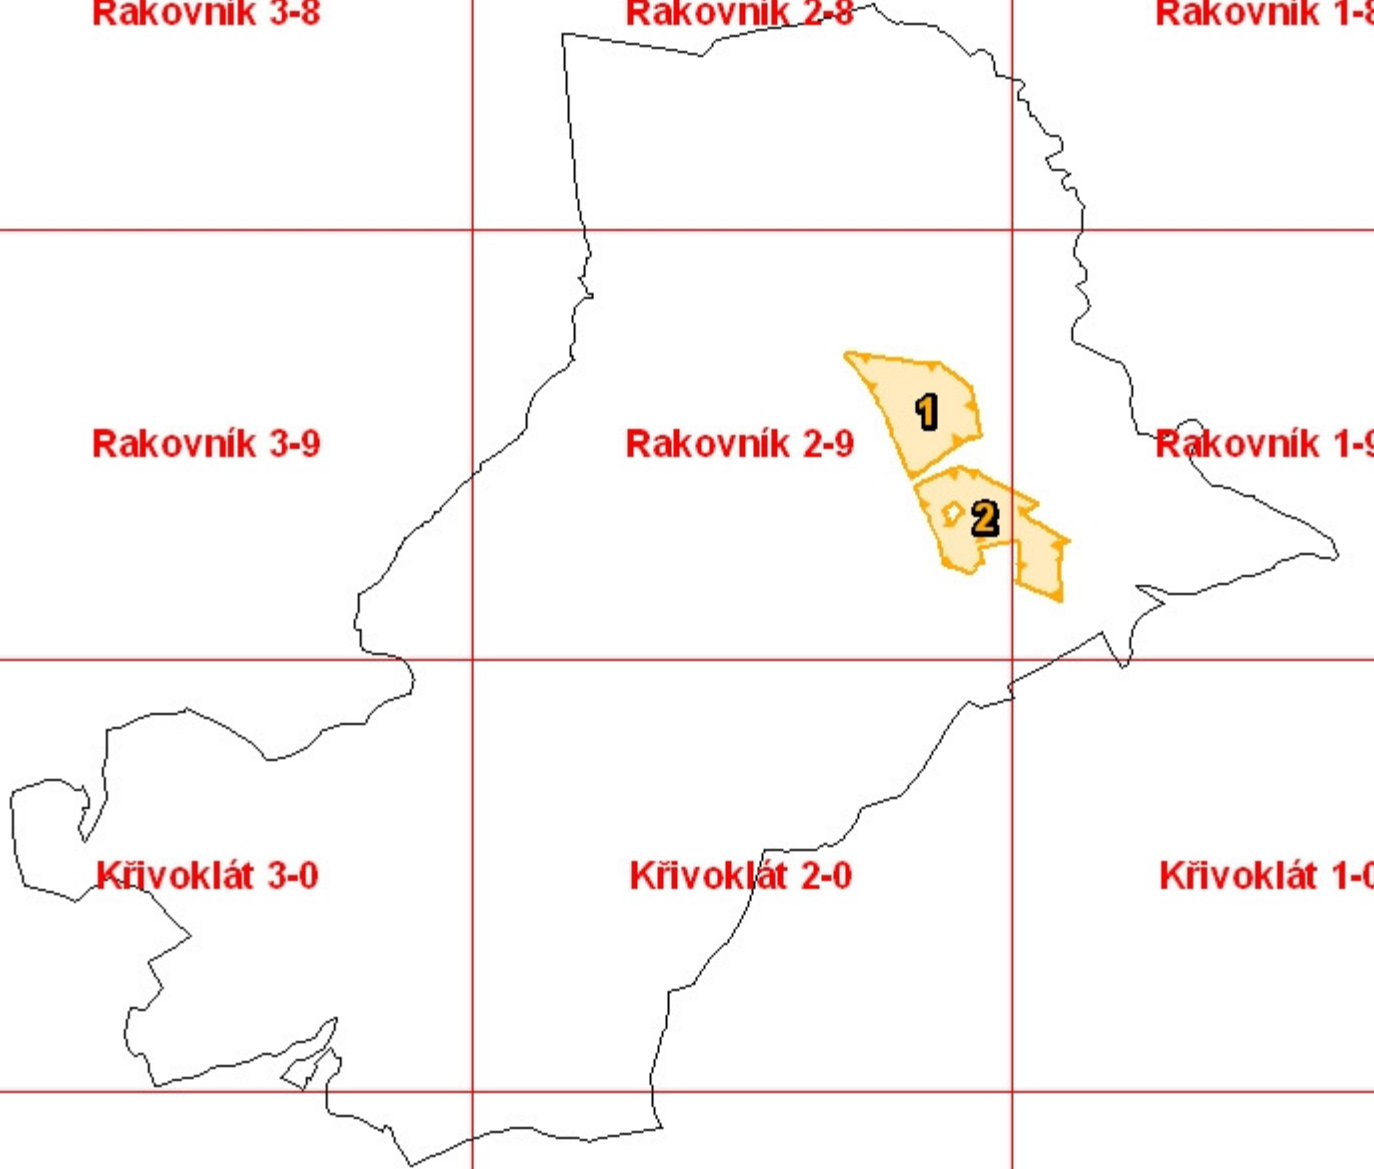 Rakovník 3-8 Rakovník 2-8 Rakovník 1-8
1
Rakovník 3-9 Rakovník 2-9 Rakovník 1-9
2
Křivoklát 3-0 Křivoklát 2-0 Křivoklát 1-0